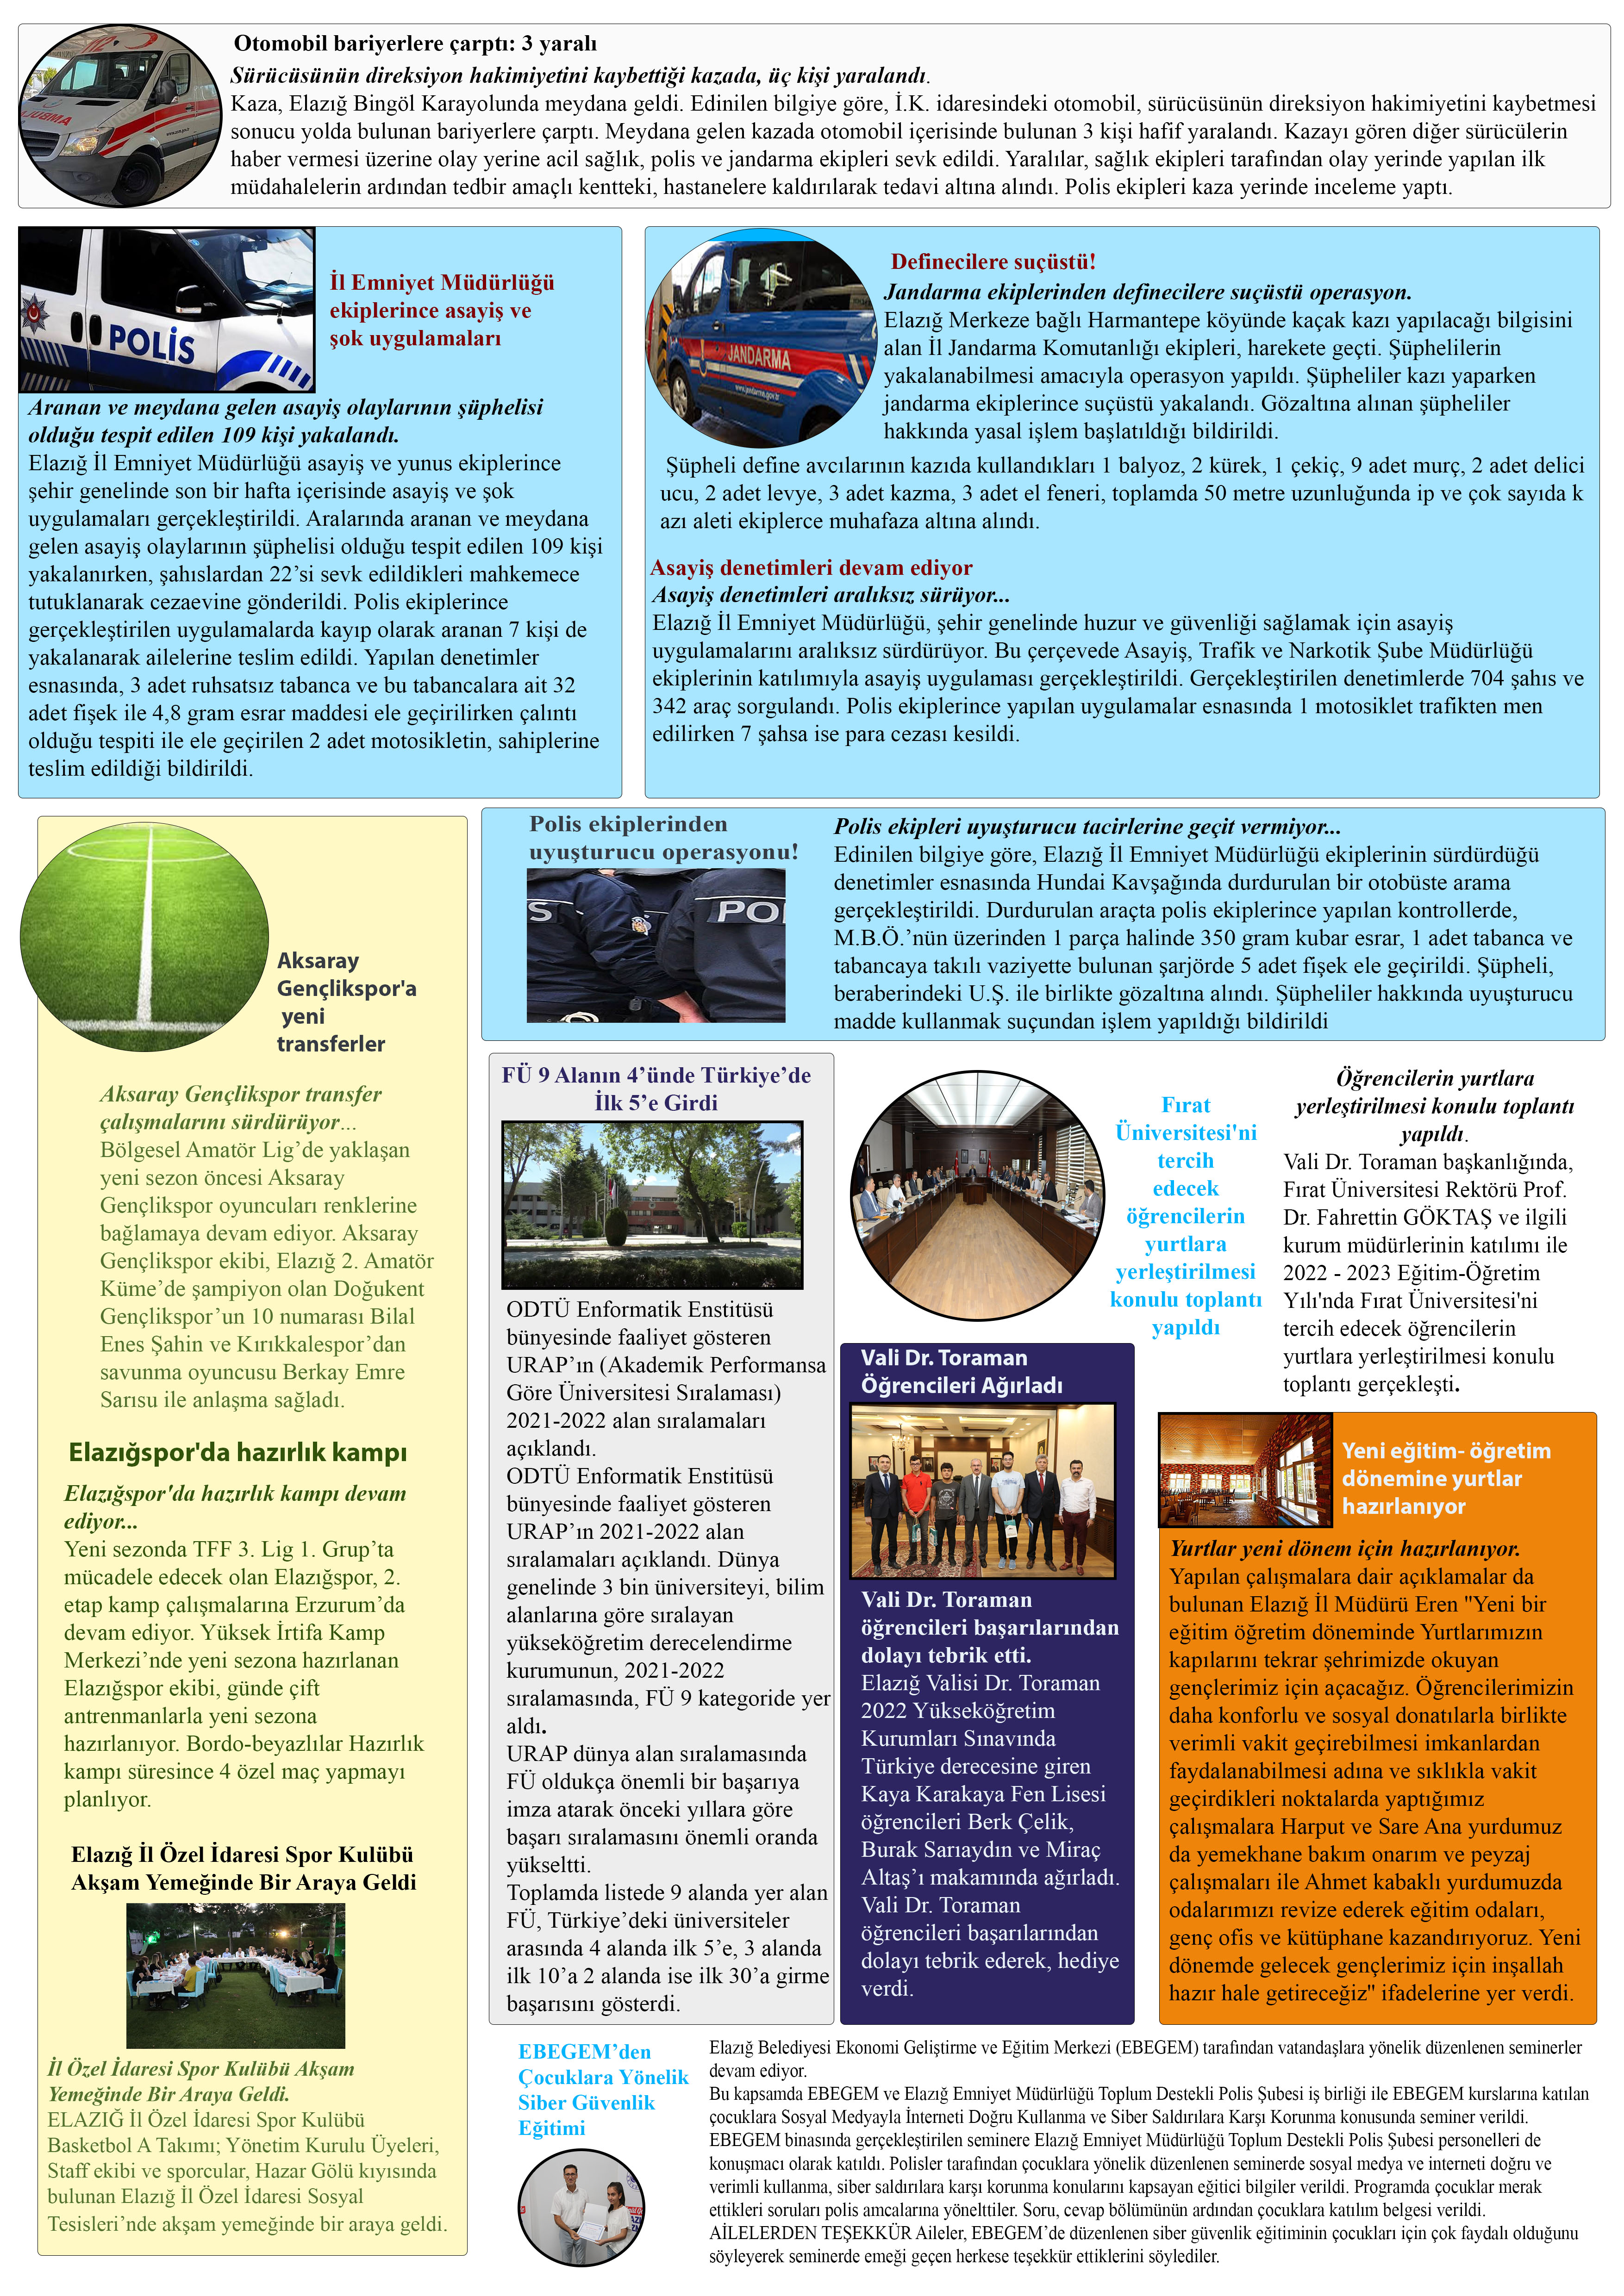 Otomobil bariyerlere çarptı: 3 yaralı
Sürücüsünün direksiyon hakimiyetini kaybettiği kazada, üç kişi yaralandı.
Kaza, Elazığ Bingöl Karayolunda meydana geldi. Edinilen bilgiye göre, İ.K. idaresindeki otomobil, sürücüsünün direksiyon hakimiyetini kaybetmesi
sonucu yolda bulunan bariyerlere çarptı. Meydana gelen kazada otomobil içerisinde bulunan 3 kişi hafif yaralandı. Kazayı gören diğer sürücülerin
haber vermesi üzerine olay yerine acil sağlık, polis ve jandarma ekipleri sevk edildi. Yaralılar, sağlık ekipleri tarafından olay yerinde yapılan ilk
müdahalelerin ardından tedbir amaçlı kentteki, hastanelere kaldırılarak tedavi altına alındı. Polis ekipleri kaza yerinde inceleme yaptı.
POLİS
İl Emniyet Müdürlüğü
ekiplerince asayiş ve
şok uygulamaları
Aranan ve meydana gelen asayiş olaylarının şüphelisi
olduğu tespit edilen 109 kişi yakalandı.
Elazığ İl Emniyet Müdürlüğü asayiş ve yunus ekiplerince
şehir genelinde son bir hafta içerisinde asayiş ve şok
uygulamaları gerçekleştirildi. Aralarında aranan ve meydana
gelen asayiş olaylarının şüphelisi olduğu tespit edilen 109 kişi
yakalanırken, şahıslardan 22’si sevk edildikleri mahkemece
tutuklanarak cezaevine gönderildi. Polis ekiplerince
gerçekleştirilen uygulamalarda kayıp olarak aranan 7 kişi de
yakalanarak ailelerine teslim edildi. Yapılan denetimler
esnasında, 3 adet ruhsatsız tabanca ve bu tabancalara ait 32
adet fişek ile 4,8 gram esrar maddesi ele geçirilirken çalıntı
olduğu tespiti ile ele geçirilen 2 adet motosikletin, sahiplerine
teslim edildiği bildirildi.
JANDARMA
www.jandarma.gov.tr
Definecilere suçüstü!
Jandarma ekiplerinden definecilere suçüstü operasyon.
Elazığ Merkeze bağlı Harmantepe köyünde kaçak kazı yapılacağı bilgisini
alan İl Jandarma Komutanlığı ekipleri, harekete geçti. Şüphelilerin
yakalanabilmesi amacıyla operasyon yapıldı. Şüpheliler kazı yaparken
jandarma ekiplerince suçüstü yakalandı. Gözaltına alınan şüpheliler
hakkında yasal işlem başlatıldığı bildirildi.
Şüpheli define avcılarının kazıda kullandıkları 1 balyoz, 2 kürek, 1 çekiç, 9 adet murç, 2 adet delici
ucu, 2 adet levye, 3 adet kazma, 3 adet el feneri, toplamda 50 metre uzunluğunda ip ve çok sayıda k
azı aleti ekiplerce muhafaza altına alındı.
Asayiş denetimleri devam ediyor
Asayiş denetimleri aralıksız sürüyor...
Elazığ İl Emniyet Müdürlüğü, şehir genelinde huzur ve güvenliği sağlamak için asayiş
uygulamalarını aralıksız sürdürüyor. Bu çerçevede Asayiş, Trafik ve Narkotik Şube Müdürlüğü
ekiplerinin katılımıyla asayiş uygulaması gerçekleştirildi. Gerçekleştirilen denetimlerde 704 şahıs ve
342 araç sorgulandı. Polis ekiplerince yapılan uygulamalar esnasında 1 motosiklet trafikten men
edilirken 7 şahsa ise para cezası kesildi.
Polis ekiplerinden
uyuşturucu operasyonu!
S
PO
Polis ekipleri uyuşturucu tacirlerine geçit vermiyor...
Edinilen bilgiye göre, Elazığ İl Emniyet Müdürlüğü ekiplerinin sürdürdüğü
denetimler esnasında Hundai Kavşağında durdurulan bir otobüste arama
gerçekleştirildi. Durdurulan araçta polis ekiplerince yapılan kontrollerde,
M.B.Ö.’nün üzerinden 1 parça halinde 350 gram kubar esrar, 1 adet tabanca ve
tabancaya takılı vaziyette bulunan şarjörde 5 adet fişek ele geçirildi. Şüpheli,
beraberindeki U.Ş. ile birlikte gözaltına alındı. Şüpheliler hakkında uyuşturucu
madde kullanmak suçundan işlem yapıldığı bildirildi
Aksaray
Gençlikspor'a
yeni
transferler
Aksaray Gençlikspor transfer
çalışmalarını sürdürüyor...
Bölgesel Amatör Lig’de yaklaşan
yeni sezon öncesi Aksaray
Gençlikspor oyuncuları renklerine
bağlamaya devam ediyor. Aksaray
Gençlikspor ekibi, Elazığ 2. Amatör
Küme’de şampiyon olan Doğukent
Gençlikspor’un 10 numarası Bilal
Enes Şahin ve Kırıkkalespor’dan
savunma oyuncusu Berkay Emre
Sarısu ile anlaşma sağladı.
Elazığspor'da hazırlık kampı
Elazığspor'da hazırlık kampı devam
ediyor...
Yeni sezonda TFF 3. Lig 1. Grup’ta
mücadele edecek olan Elazığspor, 2.
etap kamp çalışmalarına Erzurum’da
devam ediyor. Yüksek İrtifa Kamp
Merkezi’nde yeni sezona hazırlanan
Elazığspor ekibi, günde çift
antrenmanlarla yeni sezona
hazırlanıyor. Bordo-beyazlılar Hazırlık
kampı süresince 4 özel maç yapmayı
planlıyor.
Elazığ İl Özel İdaresi Spor Kulübü
Akşam Yemeğinde Bir Araya Geldi
İl Özel İdaresi Spor Kulübü Akşam
Yemeğinde Bir Araya Geldi.
ELAZIĞ İl Özel İdaresi Spor Kulübü
Basketbol A Takımı; Yönetim Kurulu Üyeleri,
Staff ekibi ve sporcular, Hazar Gölü kıyısında
bulunan Elazığ İl Özel İdaresi Sosyal
Tesisleri’nde akşam yemeğinde bir araya geldi.
FÜ 9 Alanın 4’ünde Türkiye’de
İlk 5’e Girdi
ODTÜ Enformatik Enstitüsü
bünyesinde faaliyet gösteren
URAP’ın (Akademik Performansa
Göre Üniversitesi Sıralaması)
2021-2022 alan sıralamaları
açıklandı.
ODTÜ Enformatik Enstitüsü
bünyesinde faaliyet gösteren
URAP’ın 2021-2022 alan
sıralamaları açıklandı. Dünya
genelinde 3 bin üniversiteyi, bilim
alanlarına göre sıralayan
yükseköğretim derecelendirme
kurumunun, 2021-2022
sıralamasında, FÜ 9 kategoride yer
aldı.
URAP dünya alan sıralamasında
FÜ oldukça önemli bir başarıya
imza atarak önceki yıllara göre
başarı sıralamasını önemli oranda
yükseltti.
Toplamda listede 9 alanda yer alan
FÜ, Türkiye’deki üniversiteler
arasında 4 alanda ilk 5’e, 3 alanda
ilk 10’a 2 alanda ise ilk 30’a girme
başarısını gösterdi.
Fırat
Üniversitesi'ni
tercih
edecek
öğrencilerin
yurtlara
yerleştirilmesi
konulu toplantı
yapıldı
Öğrencilerin yurtlara
yerleştirilmesi konulu toplantı
yapıldı.
Vali Dr. Toraman başkanlığında,
Fırat Üniversitesi Rektörü Prof.
Dr. Fahrettin GÖKTAŞ ve ilgili
kurum müdürlerinin katılımı ile
2022 - 2023 Eğitim-Öğretim
Yılı'nda Fırat Üniversitesi'ni
tercih edecek öğrencilerin
yurtlara yerleştirilmesi konulu
toplantı gerçekleşti.
Vali Dr. Toraman
Öğrencileri Ağırladı
Vali Dr. Toraman
öğrencileri başarılarından
dolayı tebrik etti.
Elazığ Valisi Dr. Toraman
2022 Yükseköğretim
Kurumları Sınavında
Türkiye derecesine giren
Kaya Karakaya Fen Lisesi
öğrencileri Berk Çelik,
Burak Sarıaydın ve Miraç
Altaş’ı makamında ağırladı.
Vali Dr. Toraman
öğrencileri başarılarından
dolayı tebrik ederek, hediye
verdi.
Yeni eğitim- öğretim
dönemine yurtlar
hazırlanıyor
Yurtlar yeni dönem için hazırlanıyor.
Yapılan çalışmalara dair açıklamalar da
bulunan Elazığ İl Müdürü Eren "Yeni bir
eğitim öğretim döneminde Yurtlarımızın
kapılarını tekrar şehrimizde okuyan
gençlerimiz için açacağız. Öğrencilerimizin
daha konforlu ve sosyal donatılarla birlikte
verimli vakit geçirebilmesi imkanlardan
faydalanabilmesi adına ve sıklıkla vakit
geçirdikleri noktalarda yaptığımız
çalışmalara Harput ve Sare Ana yurdumuz
da yemekhane bakım onarım ve peyzaj
çalışmaları ile Ahmet kabaklı yurdumuzda
odalarımızı revize ederek eğitim odaları,
genç ofis ve kütüphane kazandırıyoruz. Yeni
dönemde gelecek gençlerimiz için inşallah
hazır hale getireceğiz" ifadelerine yer verdi.
EBEGEM’den
Çocuklara Yönelik
Siber Güvenlik
Eğitimi
Elazığ Belediyesi Ekonomi Geliştirme ve Eğitim Merkezi (EBEGEM) tarafından vatandaşlara yönelik düzenlenen seminerler
devam ediyor.
Bu kapsamda EBEGEM ve Elazığ Emniyet Müdürlüğü Toplum Destekli Polis Şubesi iş birliği ile EBEGEM kurslarına katılan
çocuklara Sosyal Medyayla İnterneti Doğru Kullanma ve Siber Saldırılara Karşı Korunma konusunda seminer verildi.
EBEGEM binasında gerçekleştirilen seminere Elazığ Emniyet Müdürlüğü Toplum Destekli Polis Şubesi personelleri de
konuşmacı olarak katıldı. Polisler tarafından çocuklara yönelik düzenlenen seminerde sosyal medya ve interneti doğru ve
verimli kullanma, siber saldırılara karşı korunma konularını kapsayan eğitici bilgiler verildi. Programda çocuklar merak
ettikleri soruları polis amcalarına yönelttiler. Soru, cevap bölümünün ardından çocuklara katılım belgesi verildi.
AİLELERDEN TEŞEKKÜR Aileler, EBEGEM’de düzenlenen siber güvenlik eğitiminin çocukları için çok faydalı olduğunu
söyleyerek seminerde emeği geçen herkese teşekkür ettiklerini söylediler.